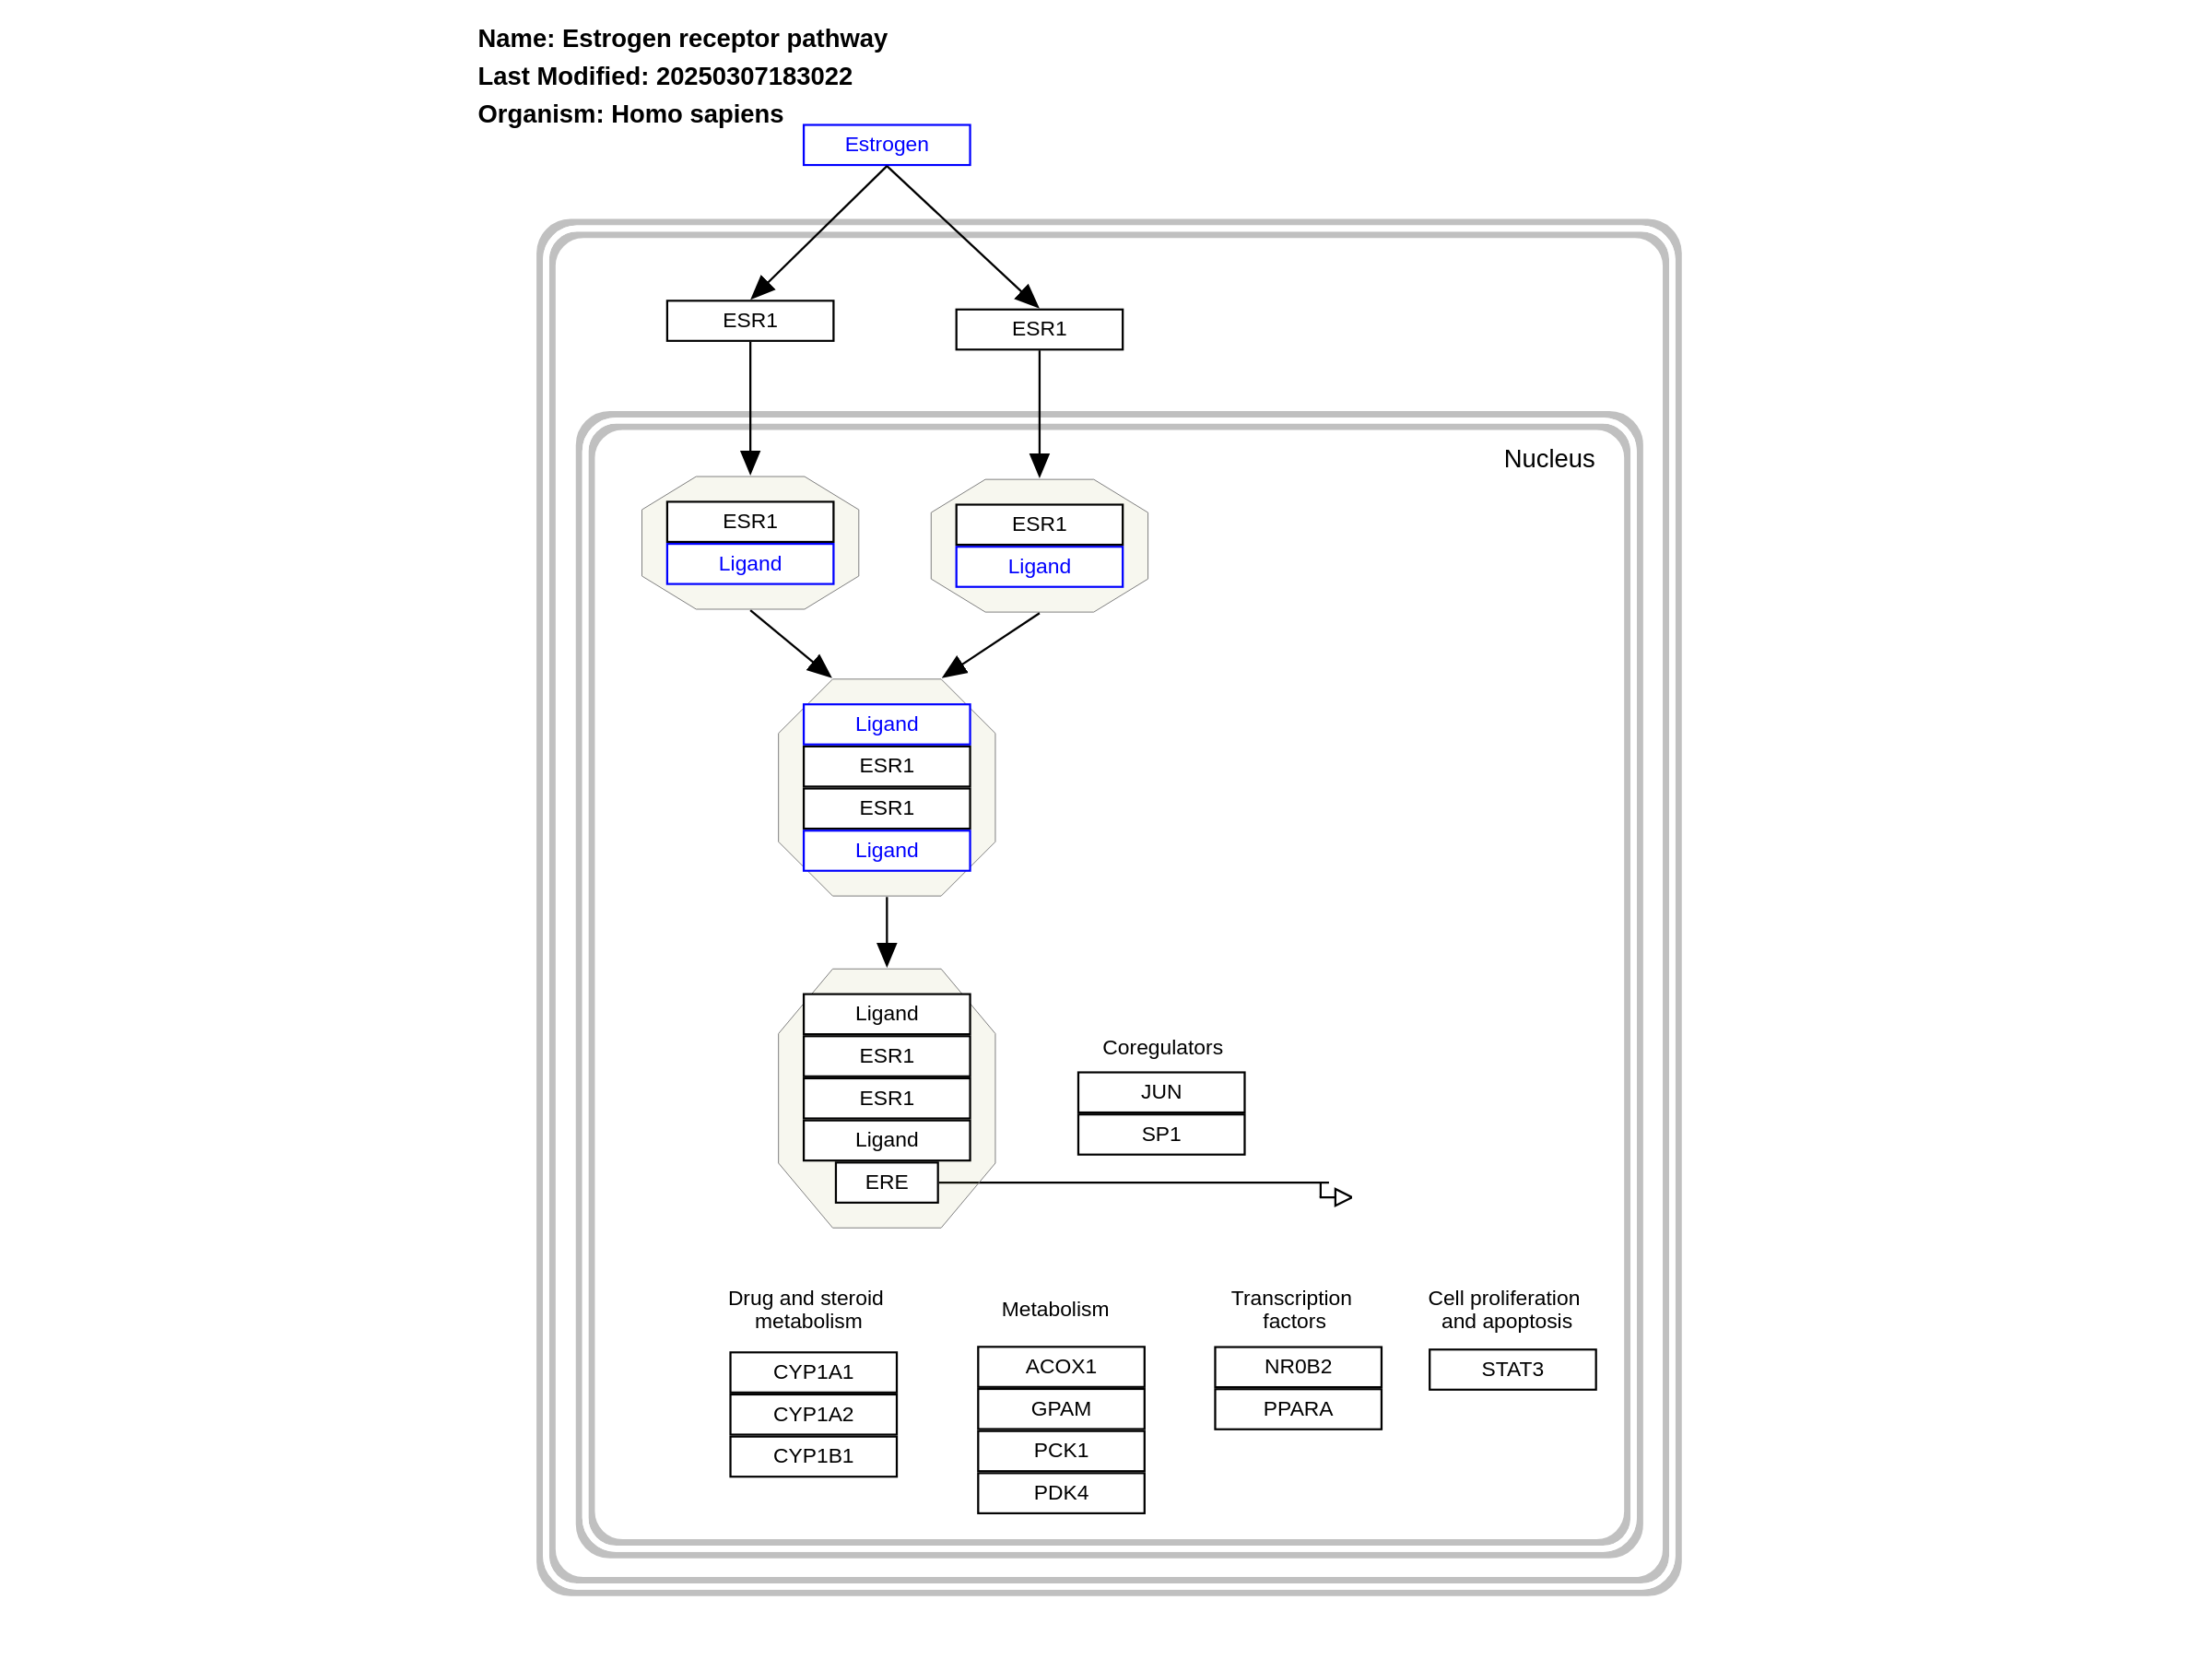 Name: Estrogen receptor pathway
Last Modified: 20250307183022
Organism: Homo sapiens
Estrogen
ESR1
ESR1
Nucleus
ESR1
Ligand
ESR1
Ligand
Ligand
ESR1
ESR1
Ligand
Ligand
ESR1
ESR1
Ligand
ERE
Coregulators
JUN
SP1
Drug and steroid
metabolism
CYP1A1
CYP1A2
CYP1B1
Metabolism
ACOX1
GPAM
PCK1
PDK4
Transcription
factors
NR0B2
PPARA
Cell proliferation
and apoptosis
STAT3